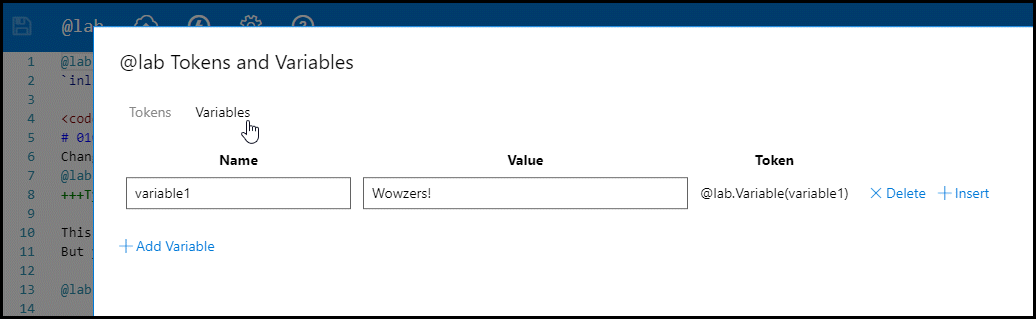 @lab
@lab Tokens and Variables
Tokens Variables
Name Value Token
variable1 Wowzers! @lab.Variable(variable1) Delete Insert
Add Variable
1 @lab
2 `inl
3
4 <cod
5 # 01
6 Chan
7 @lab
8 +++T
9
10 This
11 But
12
13 @lab
14